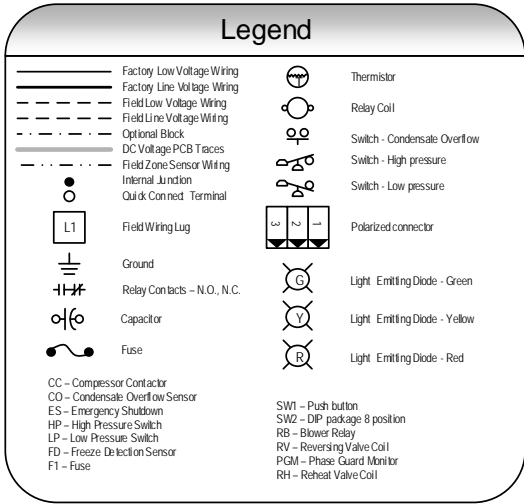 Legend
Factory Low Voltage Wiring
Factory Line Voltage Wiring
Field Low Voltage Wiring
Field Line Voltage Wiring
Optional Block
DC Voltage PCB Traces
Field Zone Sensor Wiring
Internal Junction
Quick Connect Terminal
L1
Field Wiring Lug
Ground
Relay Contacts – N.O., N.C.
Capacitor
Fuse
Thermistor
Relay Coil
Switch - Condensate Overflow
Switch - High pressure
Switch - Low pressure
3 2 1
Polarized connector
G
Light Emitting Diode - Green
Y
Light Emitting Diode - Yellow
R
Light Emitting Diode - Red
CC – Compressor Contactor
CO – Condensate Overflow Sensor
ES – Emergency Shutdown
HP – High Pressure Switch
LP – Low Pressure Switch
FD – Freeze Detection Sensor
F1 – Fuse
SW1 – Push button
SW2 – DIP package 8 position
RB – Blower Relay
RV – Reversing Valve Coil
PGM – Phase Guard Monitor
RH – Reheat Valve Coil